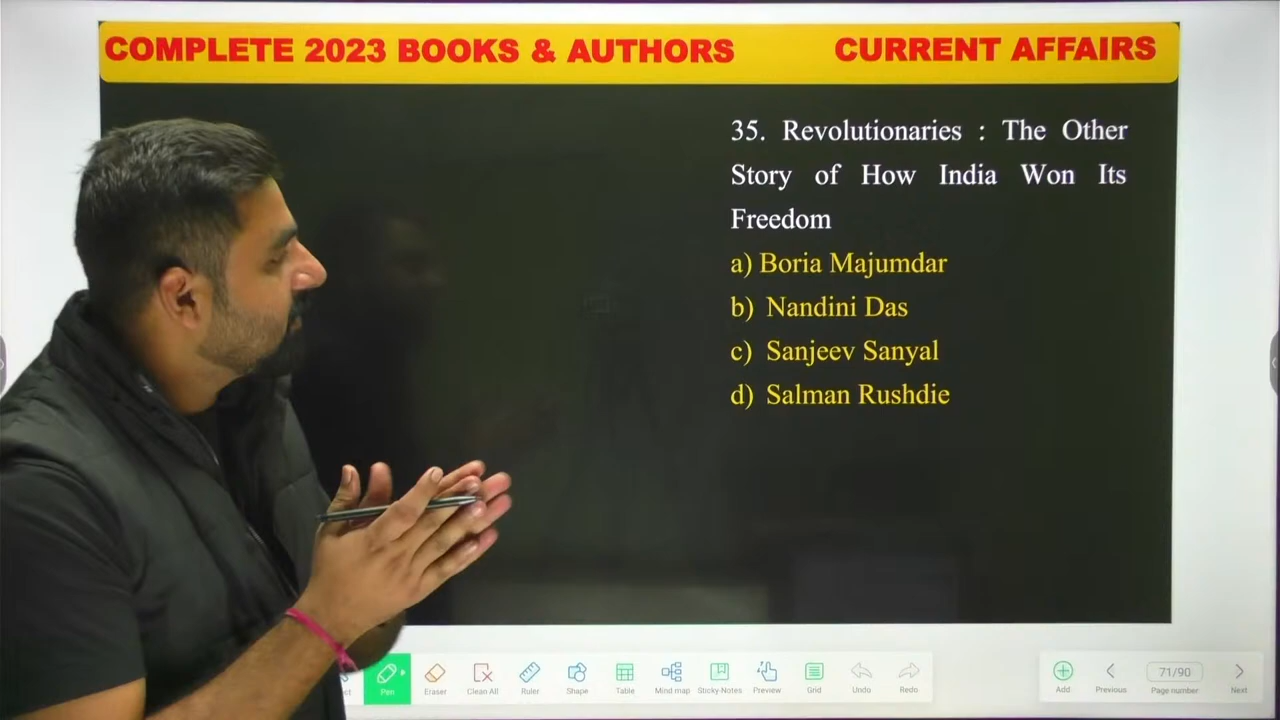 COMPLETE 2023 BOOKS & AUTHORS CURRENT AFFAIRS
35. Revolutionaries : The Other
Story of How India Won Its
Freedom
a) Boria Majumdar
b) Nandini Das
c) Sanjeev Sanyal
d) Salman Rushdie
Pen
Eraser
Clean All
Ruler
Shape
Table
Mind map
Sticky-Notes
Preview
Grid
Undo
Redo
Add
Previous
71/90
Page number
Next